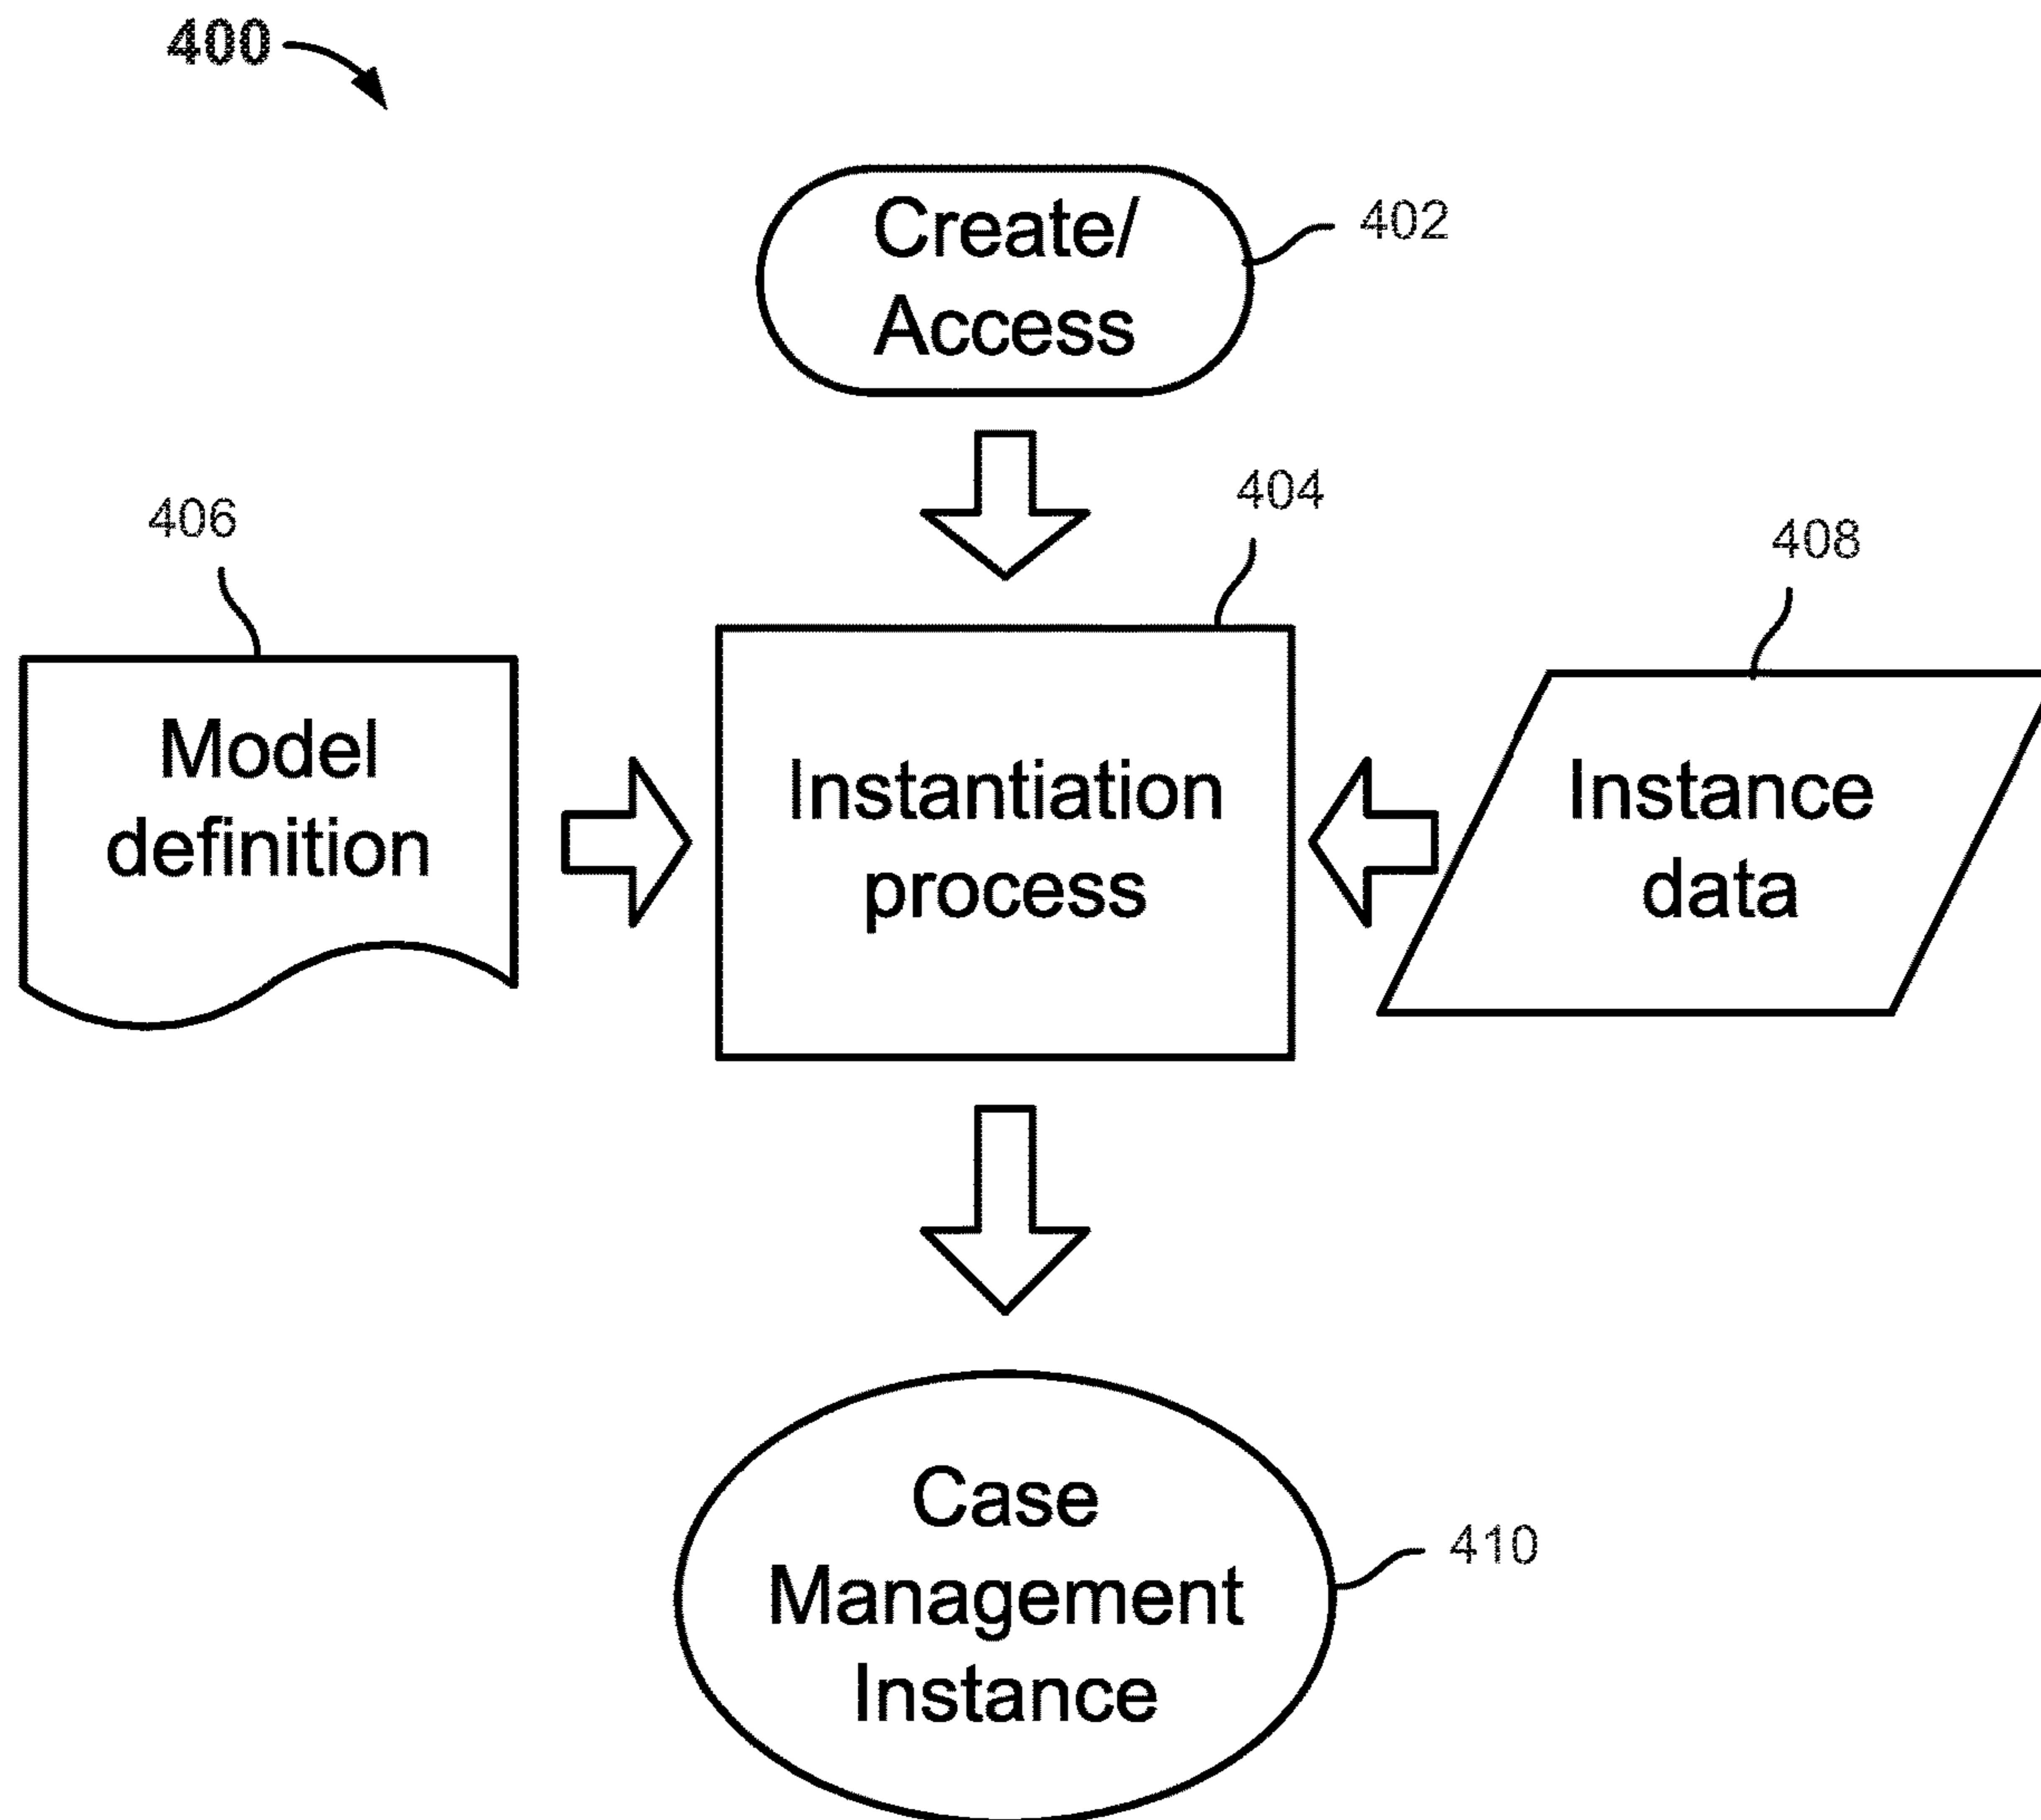 400
Create/
Access
402
404
406
408
Model
definition
Instantiation
process
Instance
data
Case
Management
Instance
410